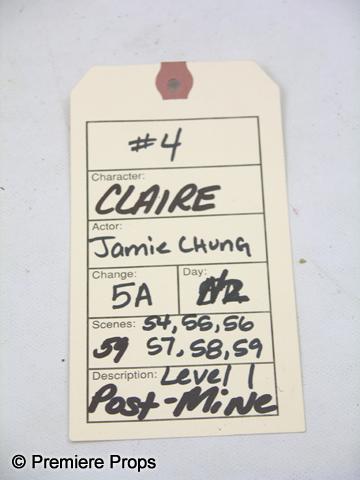 #4
Character:
CLAIRE
Actor:
Jamie CHUNG
Change: Day:
5A
Scenes: 54, 55, 56
59 57, 58, 59
Description: Level 1
POST-MINE
© Premiere Props